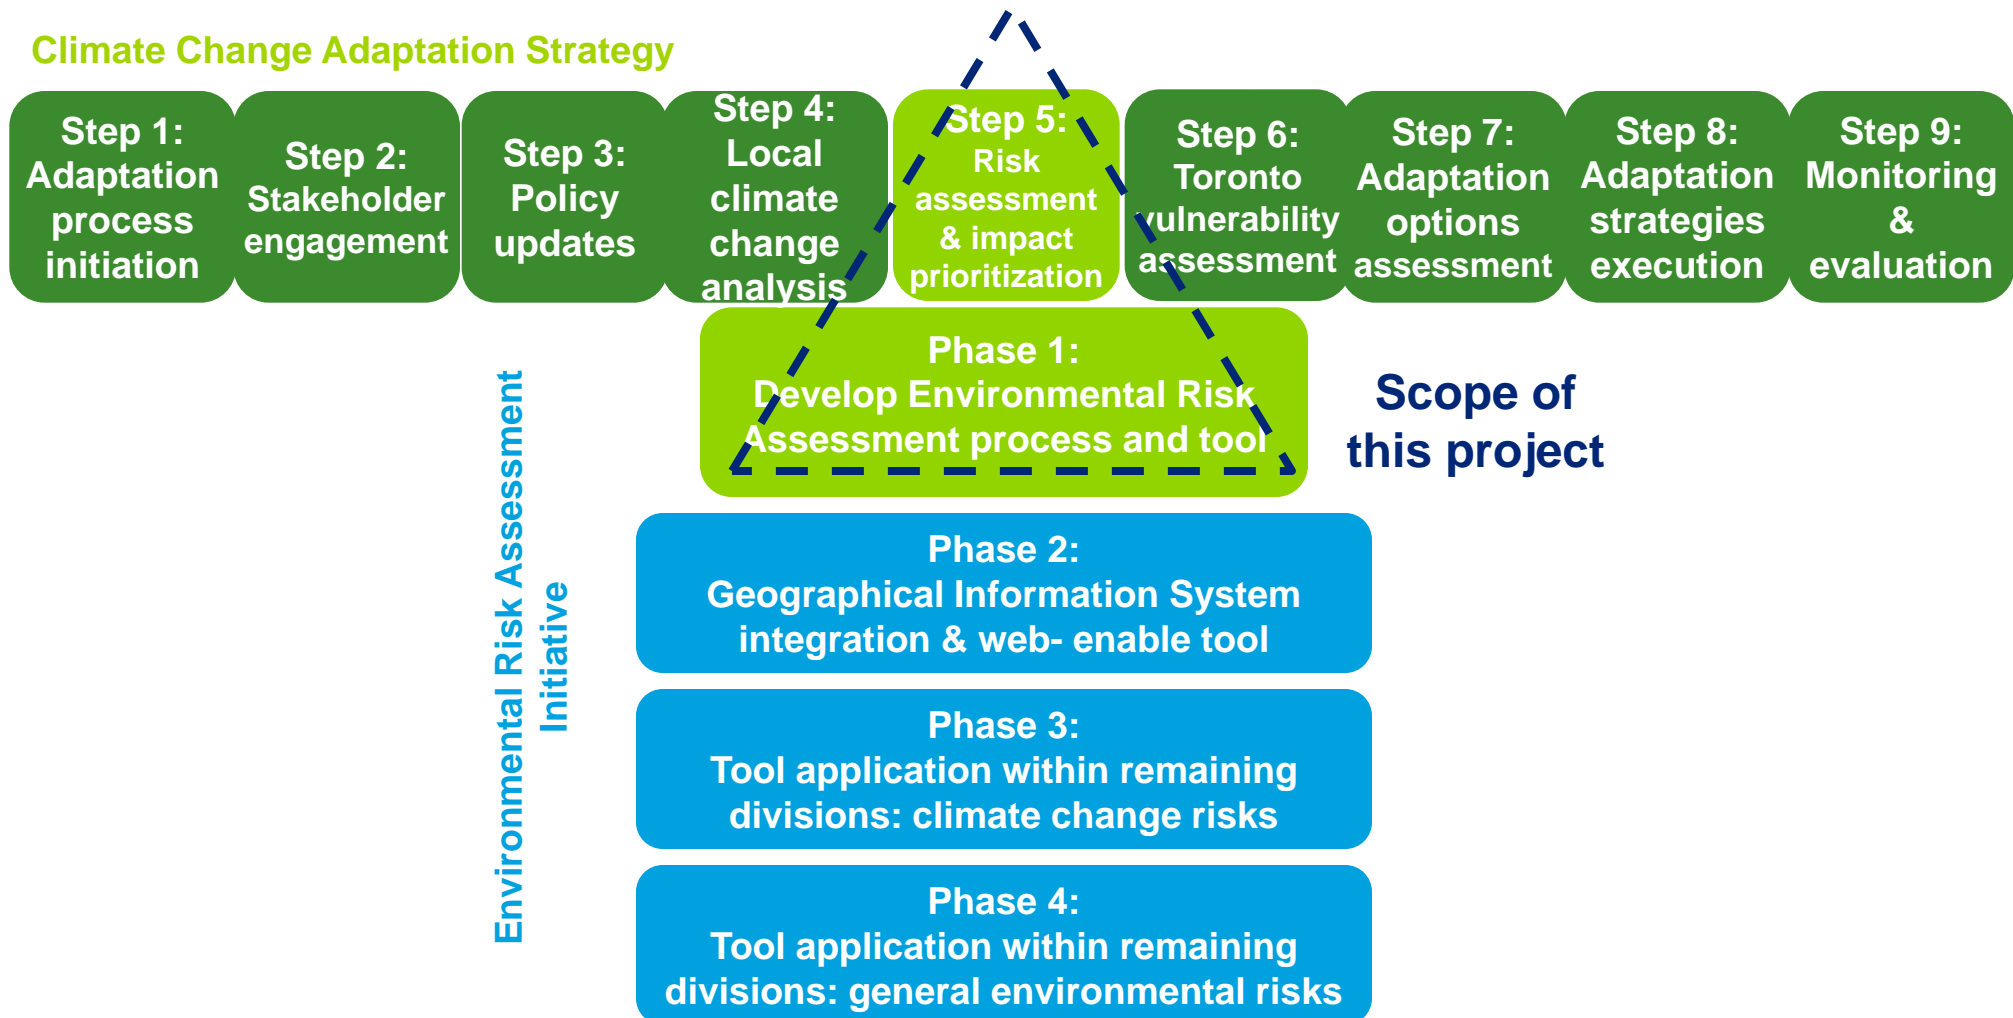 Climate Change Adaptation Strategy
Step 1:
Adaptation
process
initiation
Step 2:
Stakeholder
engagement
Step 3:
Policy
updates
Step 4:
Local
climate
change
analysis
Step 5:
Risk
assessment
& impact
prioritization
Step 6:
Toronto
vulnerability
assessment
Step 7:
Adaptation
options
assessment
Step 8:
Adaptation
strategies
execution
Step 9:
Monitoring
&
evaluation
Phase 1:
Develop Environmental Risk
Assessment process and tool
Scope of
this project
Environmental Risk Assessment
Initiative
Phase 2:
Geographical Information System
integration & web- enable tool
Phase 3:
Tool application within remaining
divisions: climate change risks
Phase 4:
Tool application within remaining
divisions: general environmental risks